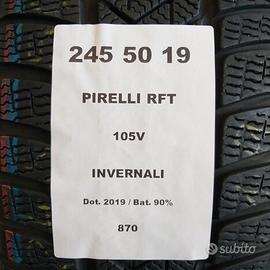 245 50 19
PIRELLI RFT
105V
INVERNALI
Dot. 2019 / Bat. 90%
870
subito